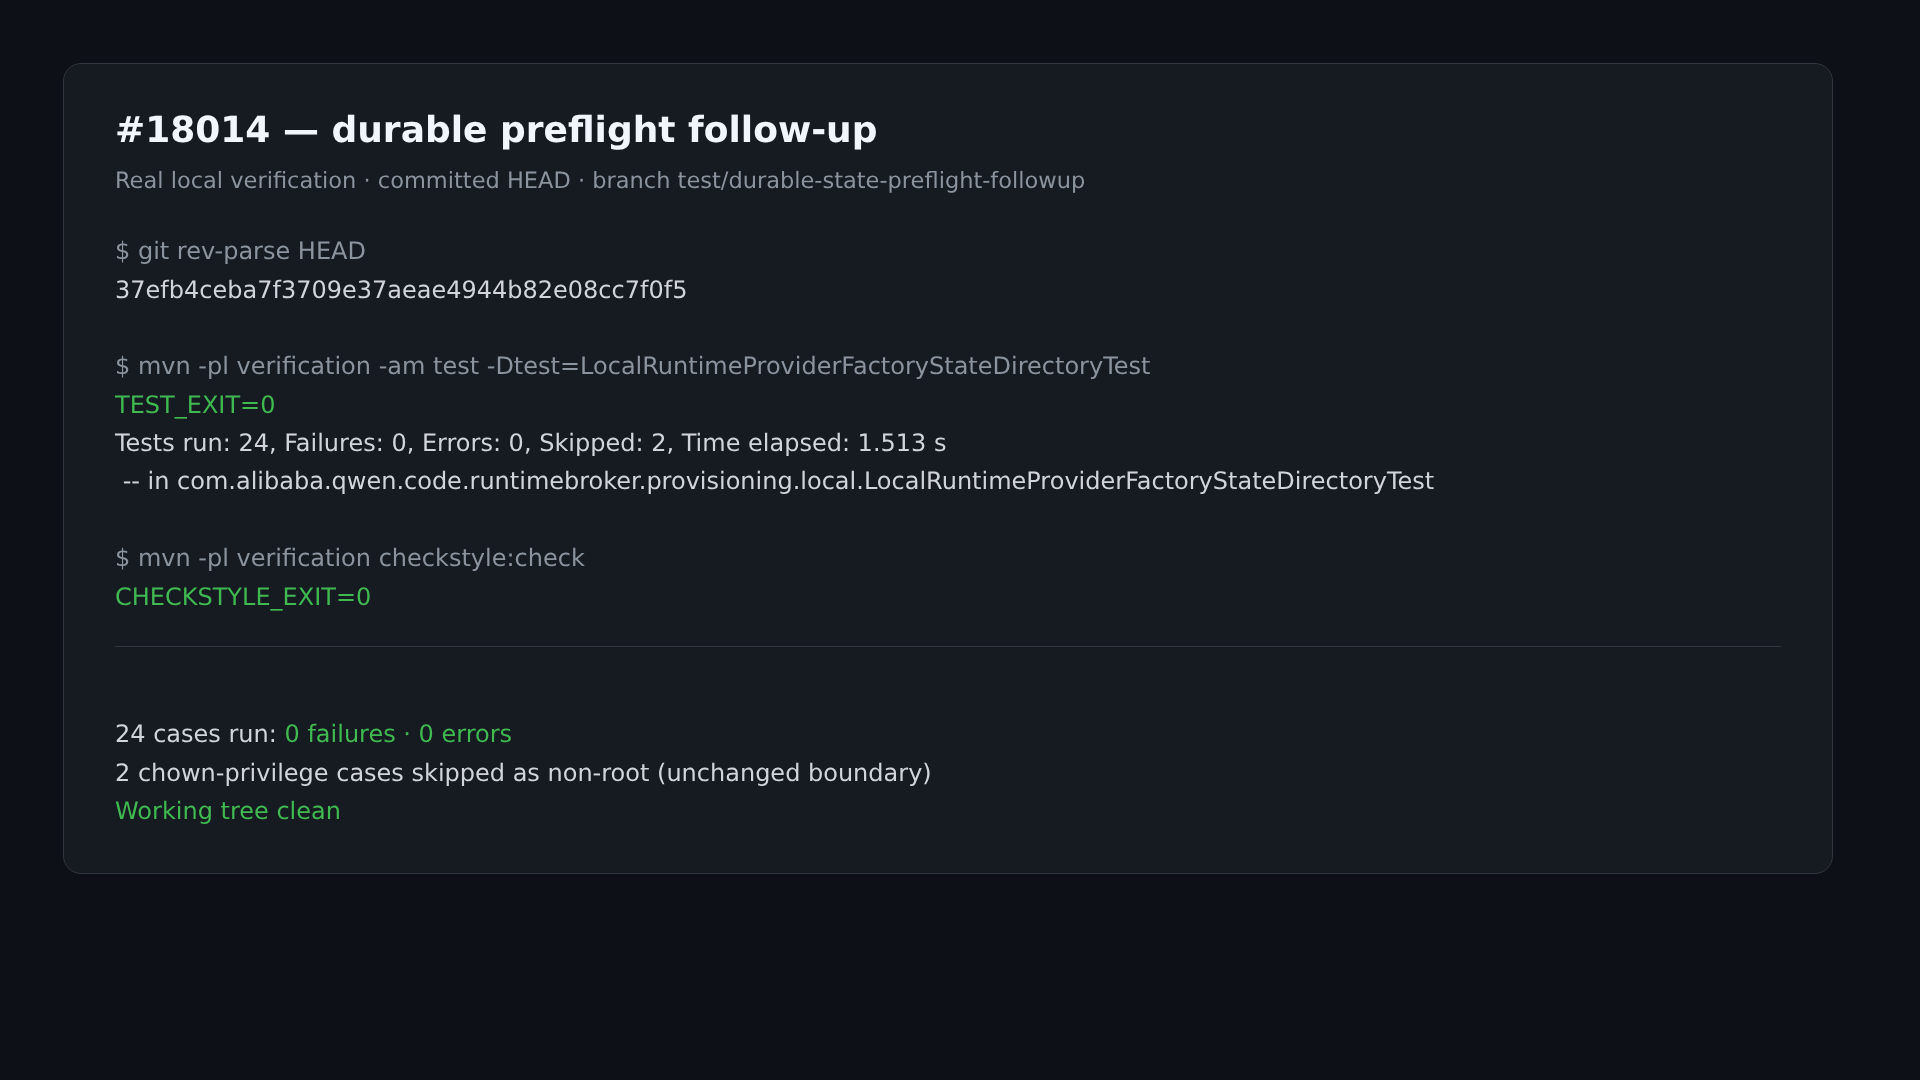 #18014 — durable preflight follow-up
Real local verification · committed HEAD · branch test/durable-state-preflight-followup
$ git rev-parse HEAD
37efb4ceba7f3709e37aeae4944b82e08cc7f0f5
$ mvn -pl verification -am test -Dtest=LocalRuntimeProviderFactoryStateDirectoryTest
TEST_EXIT=0
Tests run: 24, Failures: 0, Errors: 0, Skipped: 2, Time elapsed: 1.513 s
-- in com.alibaba.qwen.code.runtimebroker.provisioning.local.LocalRuntimeProviderFactoryStateDirectoryTest
$ mvn -pl verification checkstyle:check
CHECKSTYLE_EXIT=0
24 cases run: 0 failures · 0 errors
2 chown-privilege cases skipped as non-root (unchanged boundary)
Working tree clean